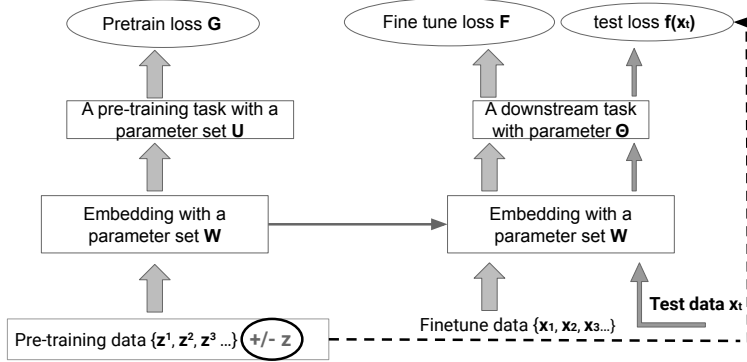 Pretrain loss G
Fine tune loss F
test loss f(xₜ)
A pre-training task with a
parameter set U
A downstream task
with parameter Θ
Embedding with a
parameter set W
Embedding with a
parameter set W
Test data xₜ
Pre-training data {z¹, z², z³ ...} +/- z
Finetune data {x₁, x₂, x₃...}